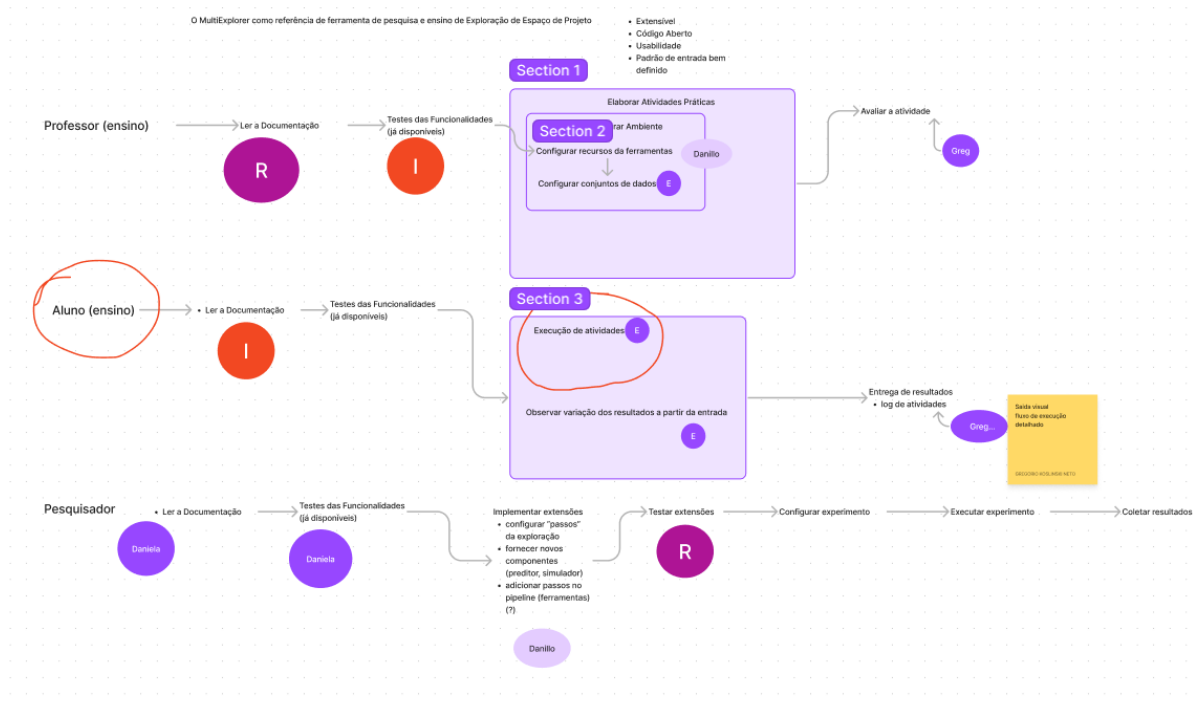 O MultiExplorer como referência de ferramenta de pesquisa e ensino de Exploração de Espaço de Projeto
• Extensível
• Código Aberto
• Usabilidade
• Padrão de entrada bem
definido
Section 1
Elaborar Atividades Práticas
Professor (ensino)
Ler a Documentação
R
Testes das Funcionalidades
(já disponíveis)
I
Section 2
rar Ambiente
Configurar recursos da ferramentas
Danillo
Configurar conjuntos de dados
E
Avaliar a atividade
Greg
Aluno (ensino)
• Ler a Documentação
I
Testes das Funcionalidades
(já disponíveis)
Section 3
Execução de atividades
E
Observar variação dos resultados a partir da entrada
E
Entrega de resultados
• log de atividades
Greg...
Saída visual
fluxo de execução
detalhado
Pesquisador
• Ler a Documentação
Daniela
Testes das Funcionalidades
(já disponíveis)
Daniela
Implementar extensões
• configurar "passos"
da exploração
• fornecer novos
componentes
(preditor, simulador)
• adicionar passos no
pipeline (ferramentas)
(?)
Danillo
Testar extensões
R
Configurar experimento
Executar experimento
Coletar resultados